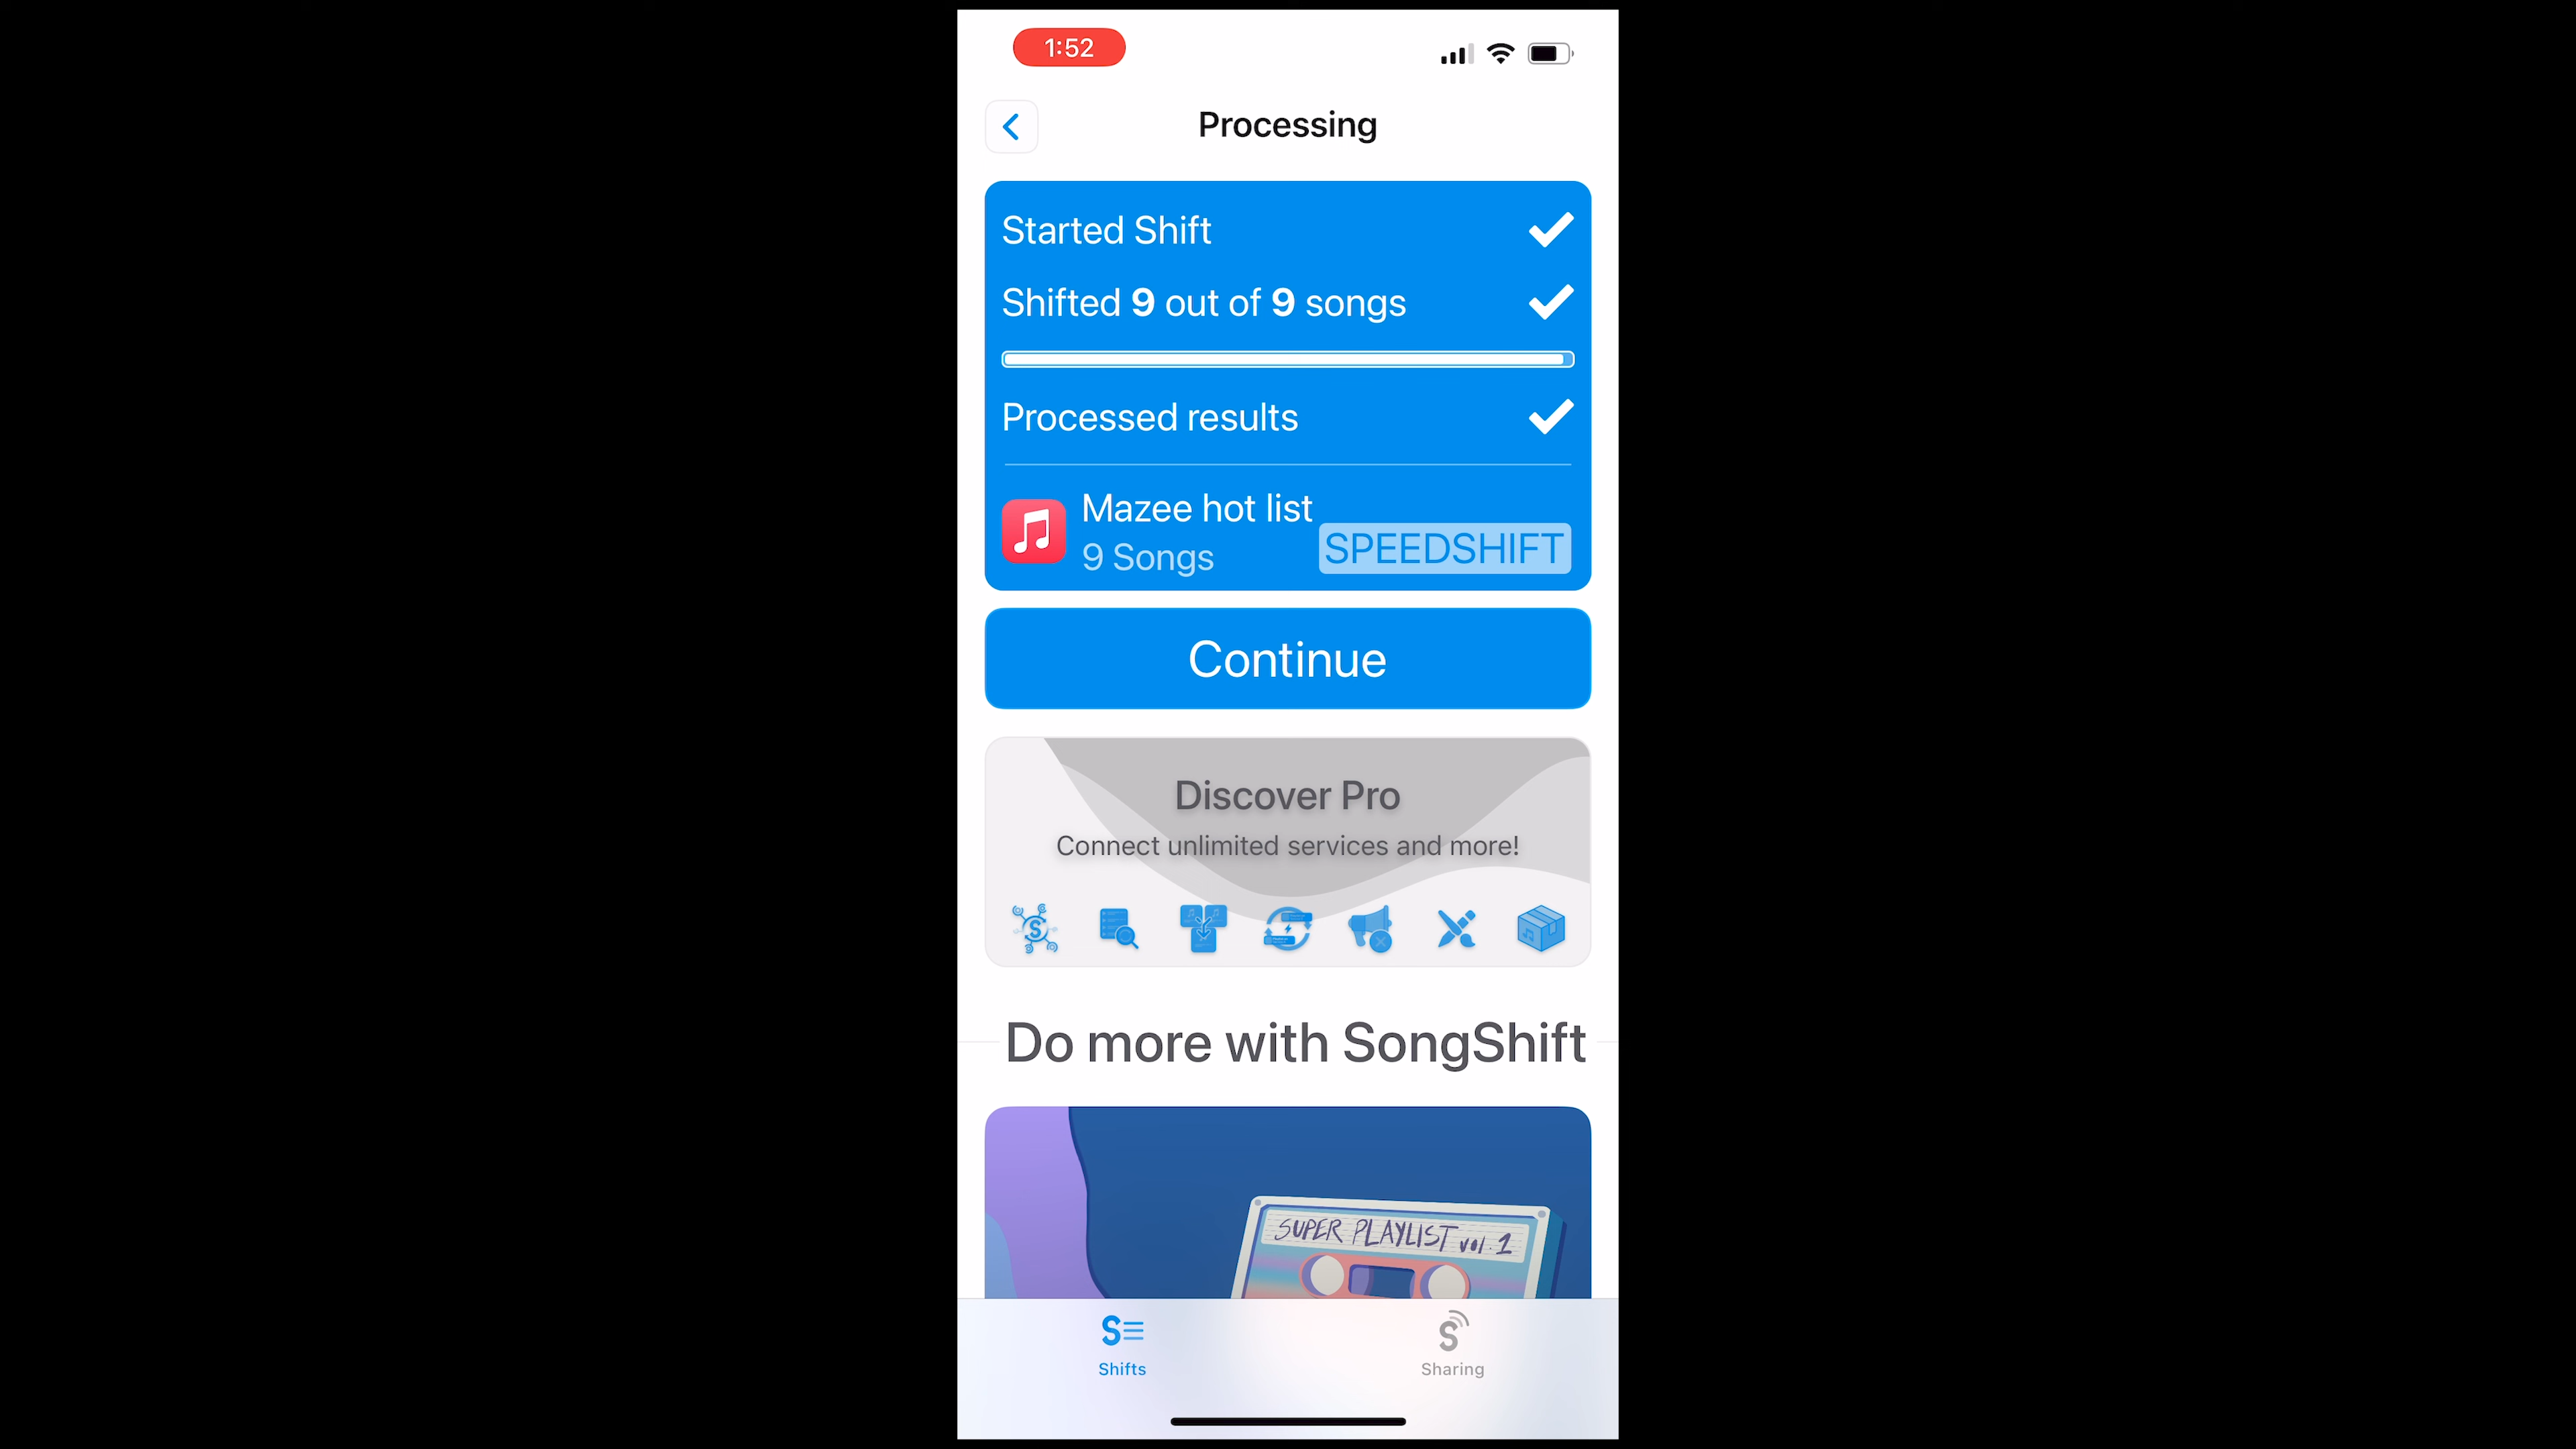 1:52
Processing
Started Shift
Shifted 9 out of 9 songs
Processed results
Mazee hot list
9 Songs
SPEEDSHIFT
Continue
Discover Pro
Connect unlimited services and more!
Do more with SongShift
SUPER PLAYLIST vol. 1
Shifts
Sharing